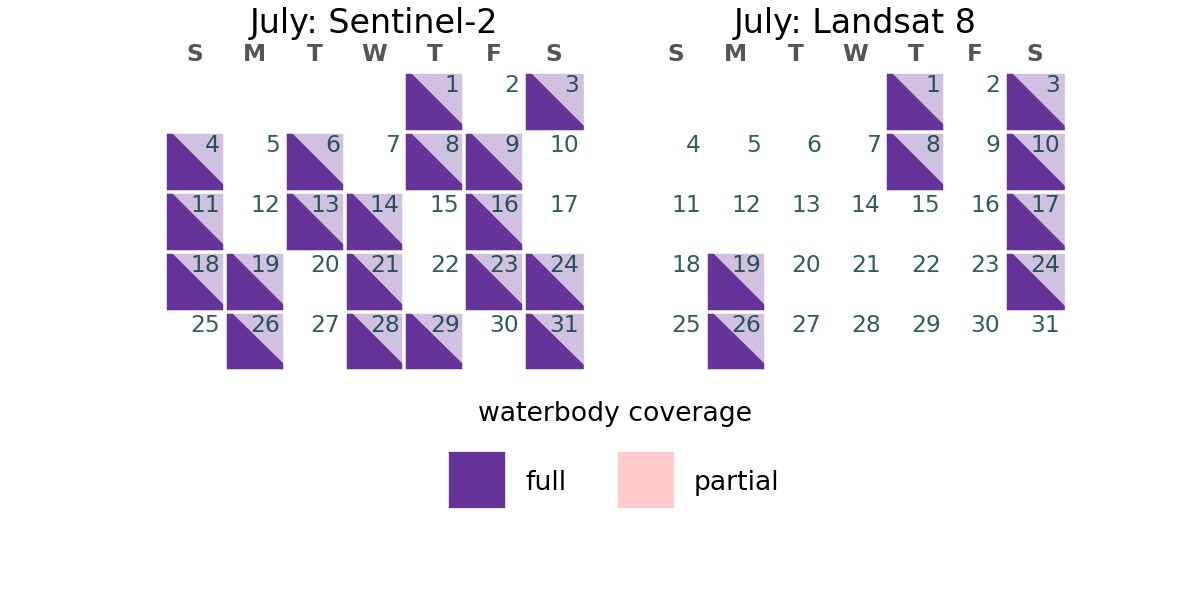 July: Sentinel-2
S M T W T F S
1 2 3
4 5 6 7 8 9 10
11 12 13 14 15 16 17
18 19 20 21 22 23 24
25 26 27 28 29 30 31
July: Landsat 8
S M T W T F S
1 2 3
4 5 6 7 8 9 10
11 12 13 14 15 16 17
18 19 20 21 22 23 24
25 26 27 28 29 30 31
waterbody coverage
full partial